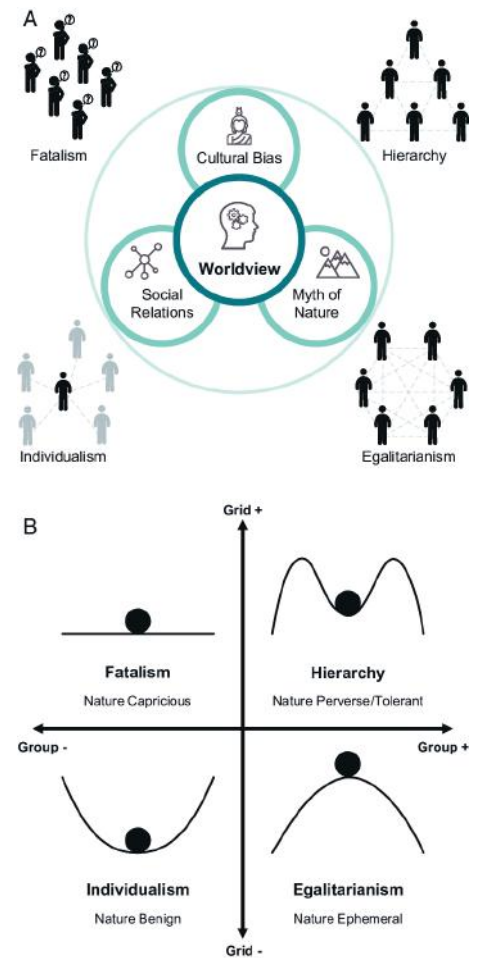 A
?
?
?
?
?
?
Fatalism
Hierarchy
Cultural Bias
Worldview
Social
Relations
Myth of
Nature
Individualism
Egalitarianism
B
Grid +
Fatalism
Nature Capricious
Hierarchy
Nature Perverse/Tolerant
Group -
Group +
Individualism
Nature Benign
Egalitarianism
Nature Ephemeral
Grid -